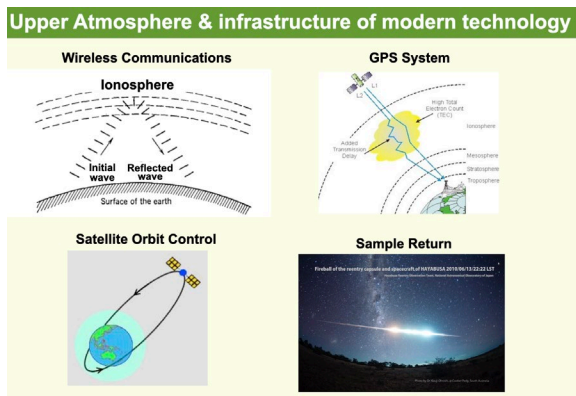 Upper Atmosphere & infrastructure of modern technology
Wireless Communications
Ionosphere
Initial
wave
Reflected
wave
Surface of the earth
GPS System
L1
L2
High Total
Electron Count
(TEC)
Added
Transmission
Delay
Ionosphere
Mesosphere
Stratosphere
Troposphere
Satellite Orbit Control
Sample Return
Fireball of the reentry capsule and spacecraft of HAYABUSA 2010/06/13/22:22 LST